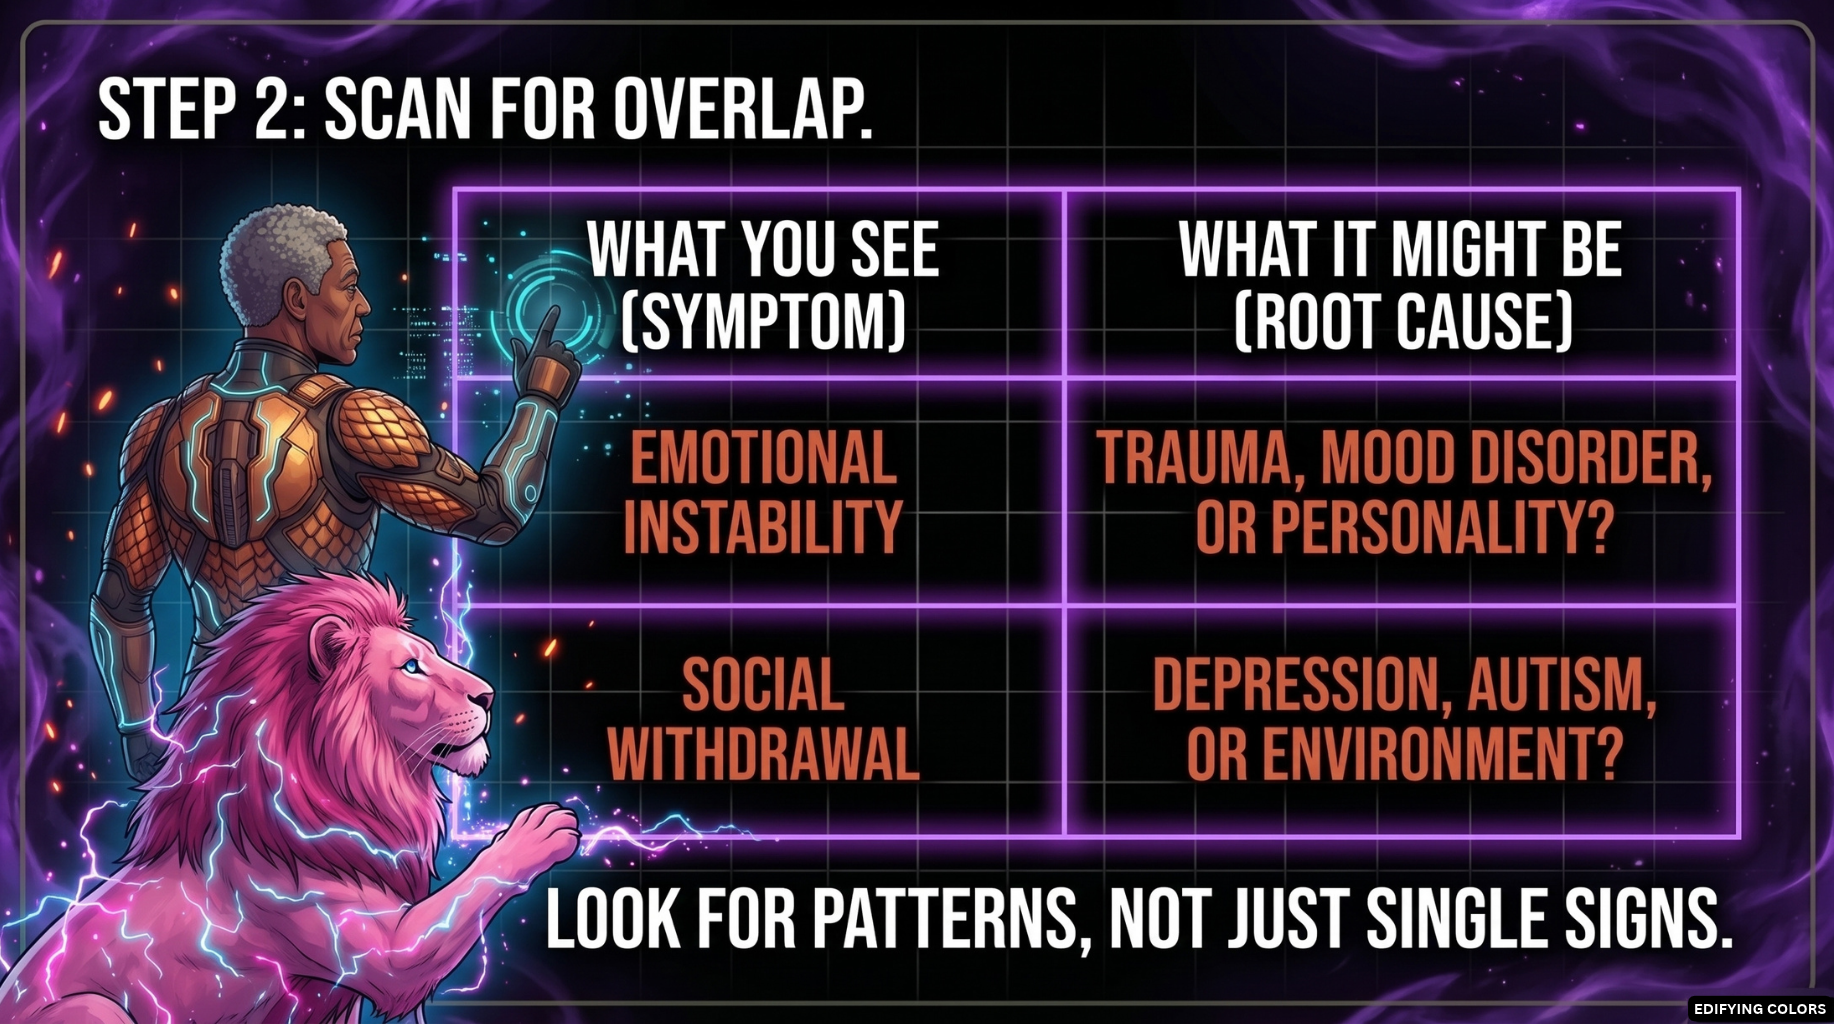 STEP 2: SCAN FOR OVERLAP.
WHAT YOU SEE
(SYMPTOM)
WHAT IT MIGHT BE
(ROOT CAUSE)
EMOTIONAL
INSTABILITY
TRAUMA, MOOD DISORDER,
OR PERSONALITY?
SOCIAL
WITHDRAWAL
DEPRESSION, AUTISM,
OR ENVIRONMENT?
LOOK FOR PATTERNS, NOT JUST SINGLE SIGNS.
EDIFYING COLORS